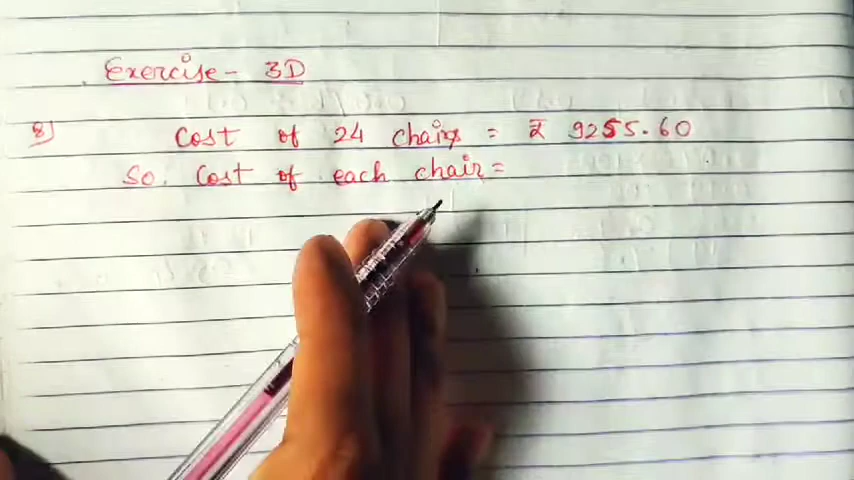 Exercise- 3D
8) Cost of 24 chairs = ₹ 9255.60
So. Cost of each chair =